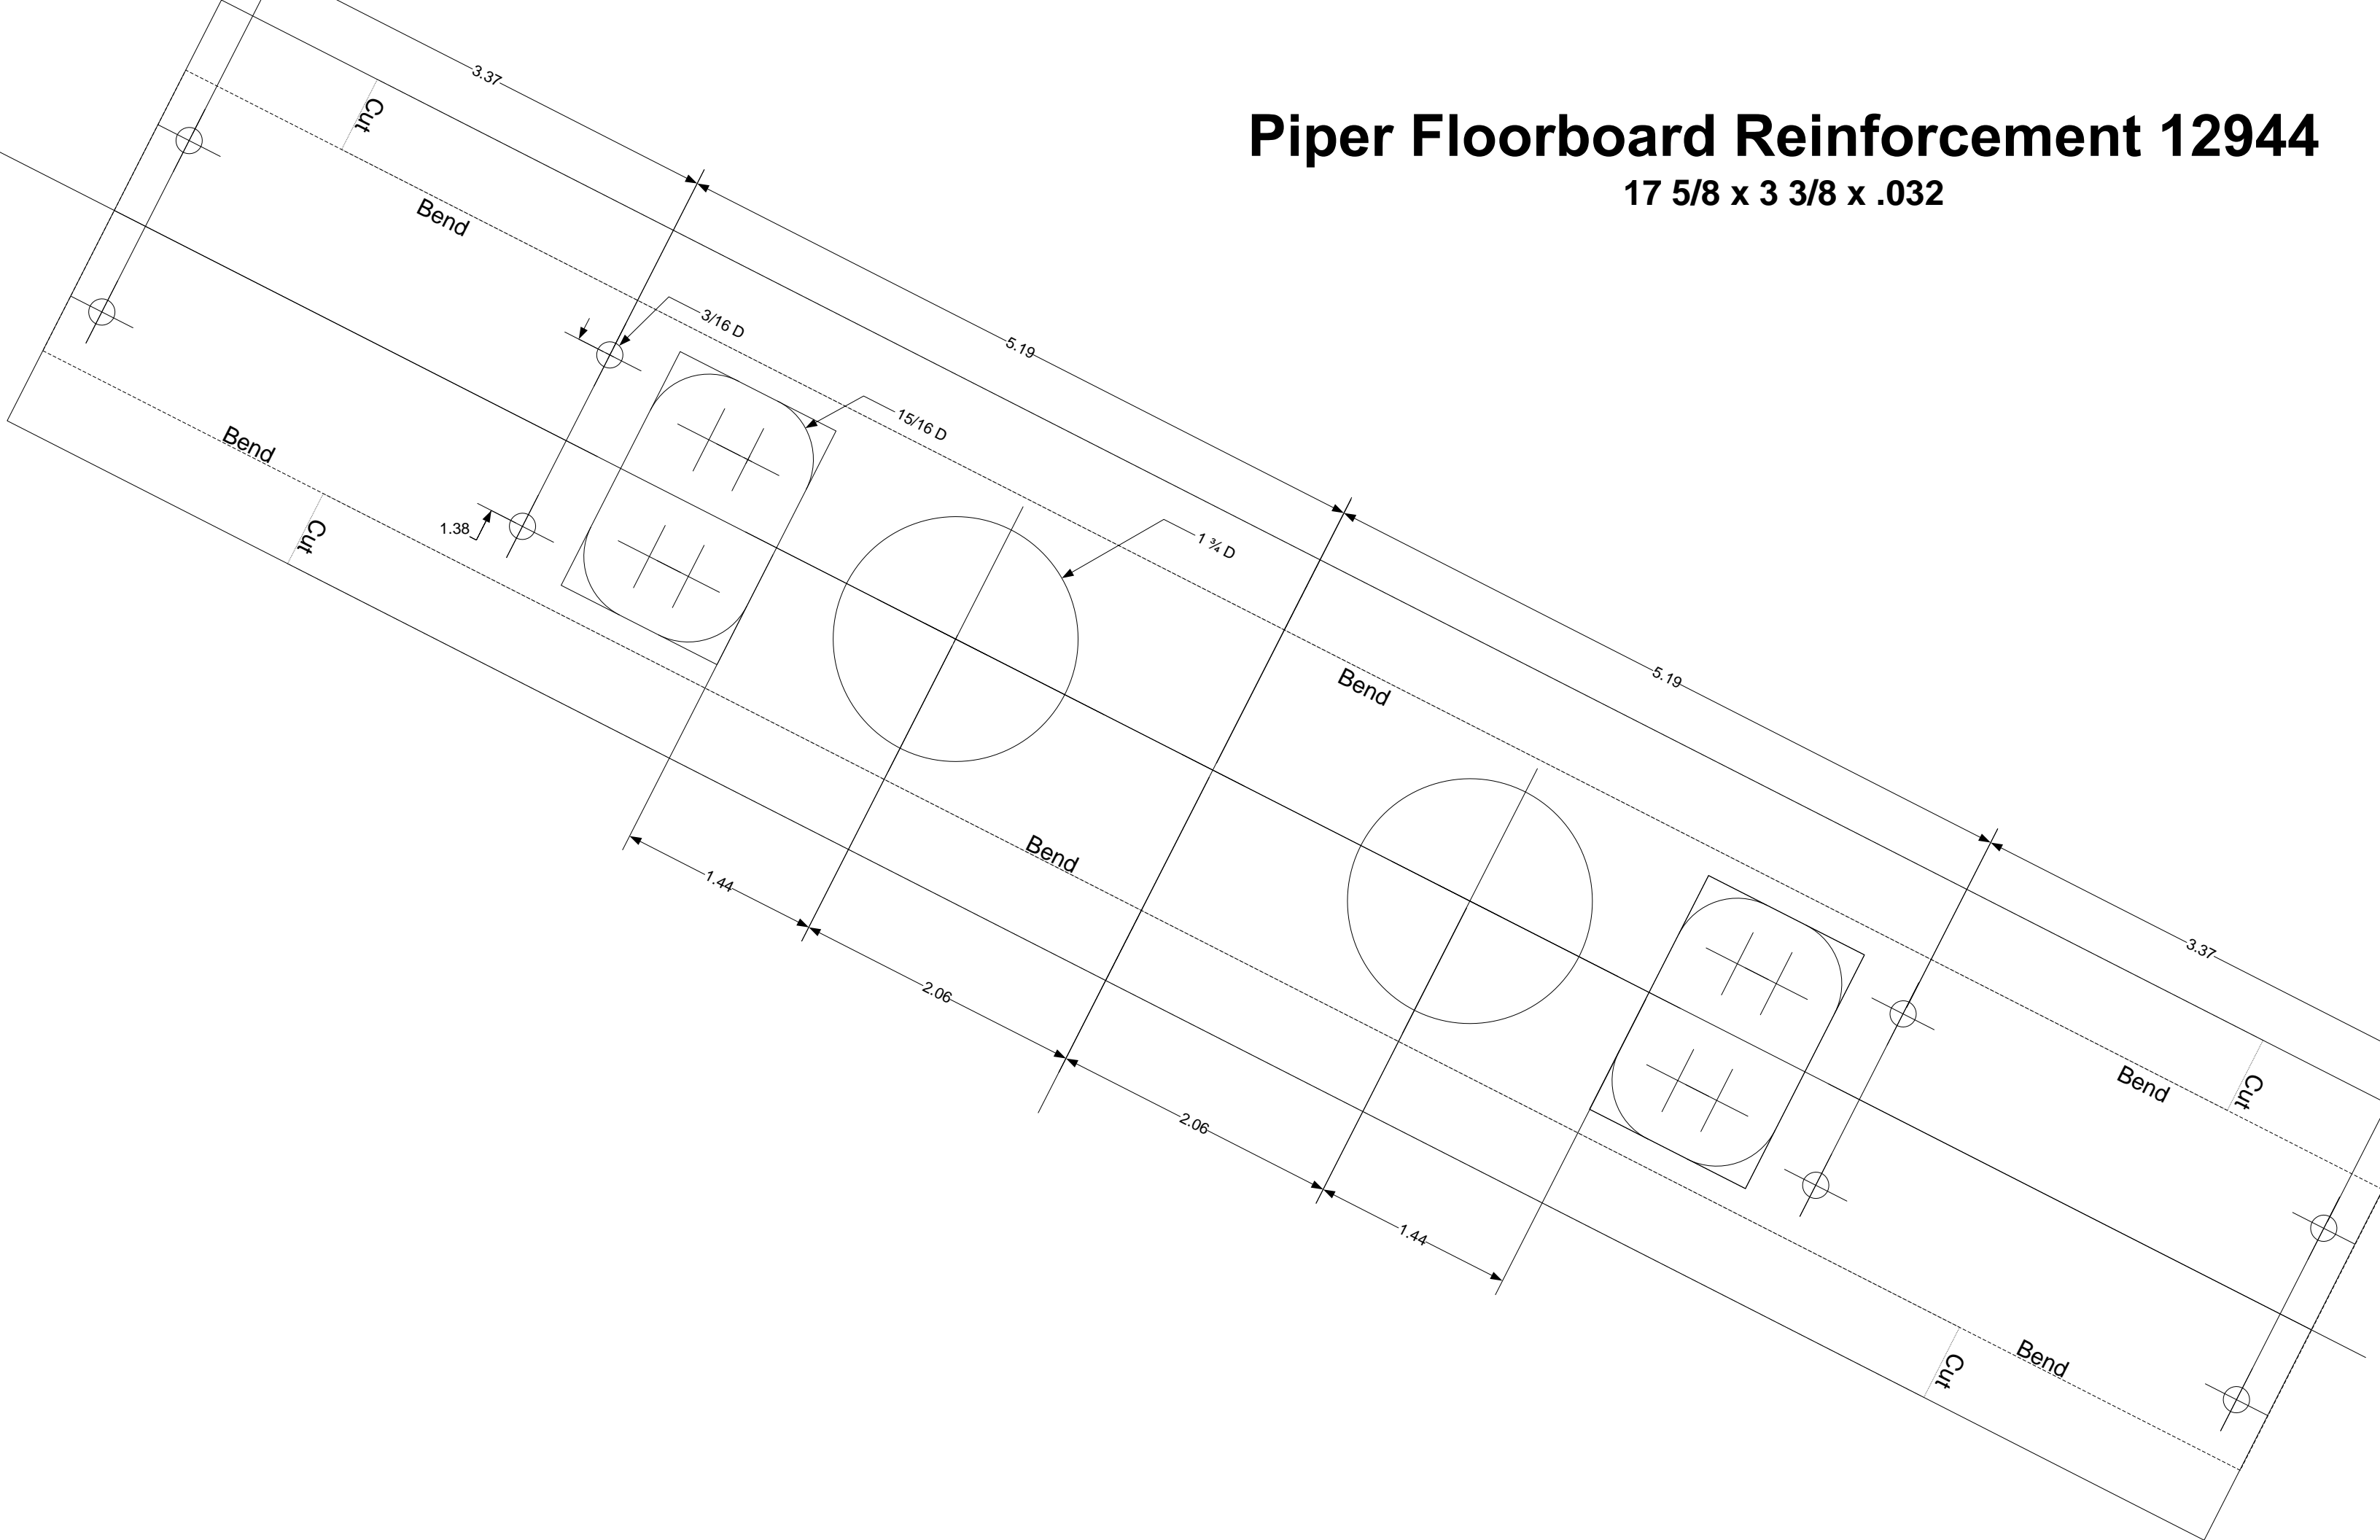 Piper Floorboard Reinforcement 12944
17 5/8 x 3 3/8 x .032
3.37
Cut
Bend
3/16 D
5.19
15/16 D
Bend
Cut
1.38
1 ¾ D
Bend
5.19
Bend
1.44
2.06
3.37
Bend
Cut
2.06
1.44
Bend
Cut